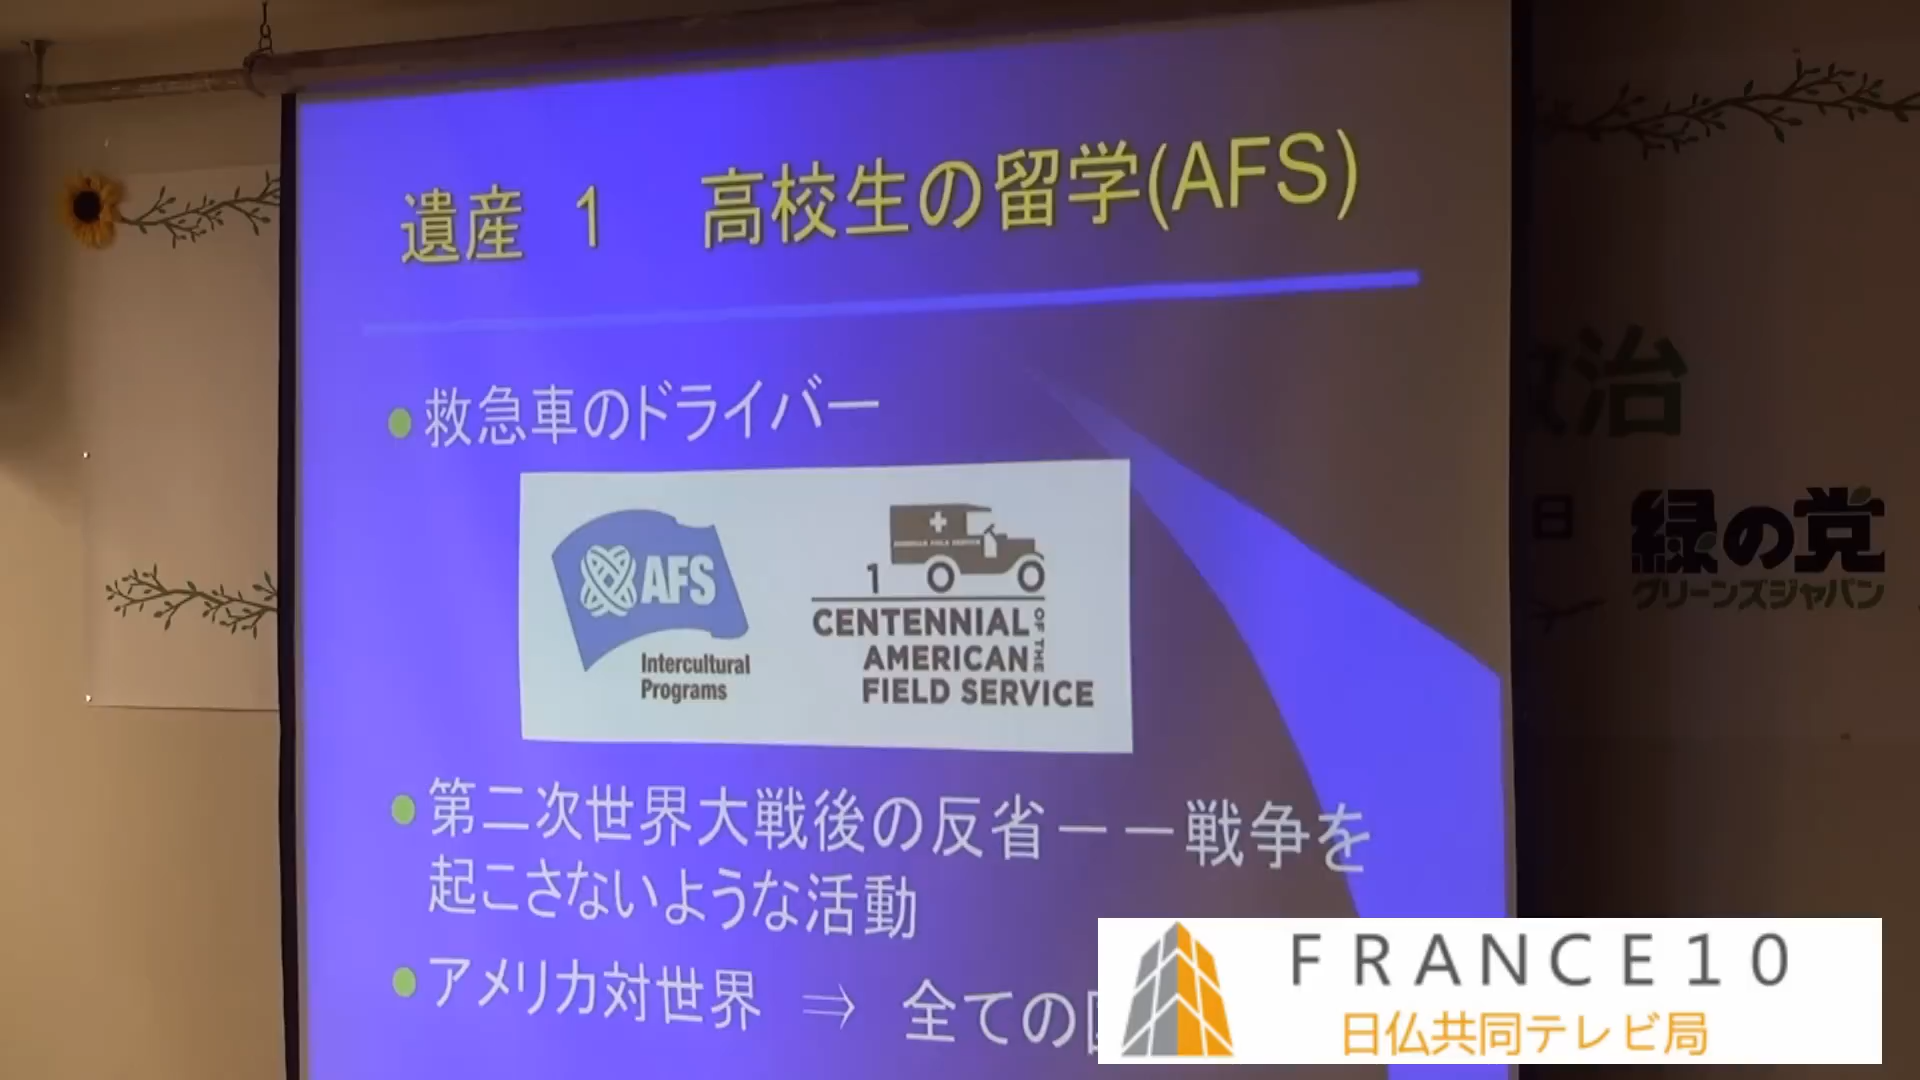 遺産 1 高校生の留学(AFS)
救急車のドライバー
AFS
Intercultural
Programs
1
CENTENNIAL
OF THE
AMERICAN
FIELD SERVICE
第二次世界大戦後の反省ーー戦争を
起こさないような活動
アメリカ対世界 ⇒ 全ての
治
日
緑の党
グリーンズジャパン
FRANCE10
日仏共同テレビ局